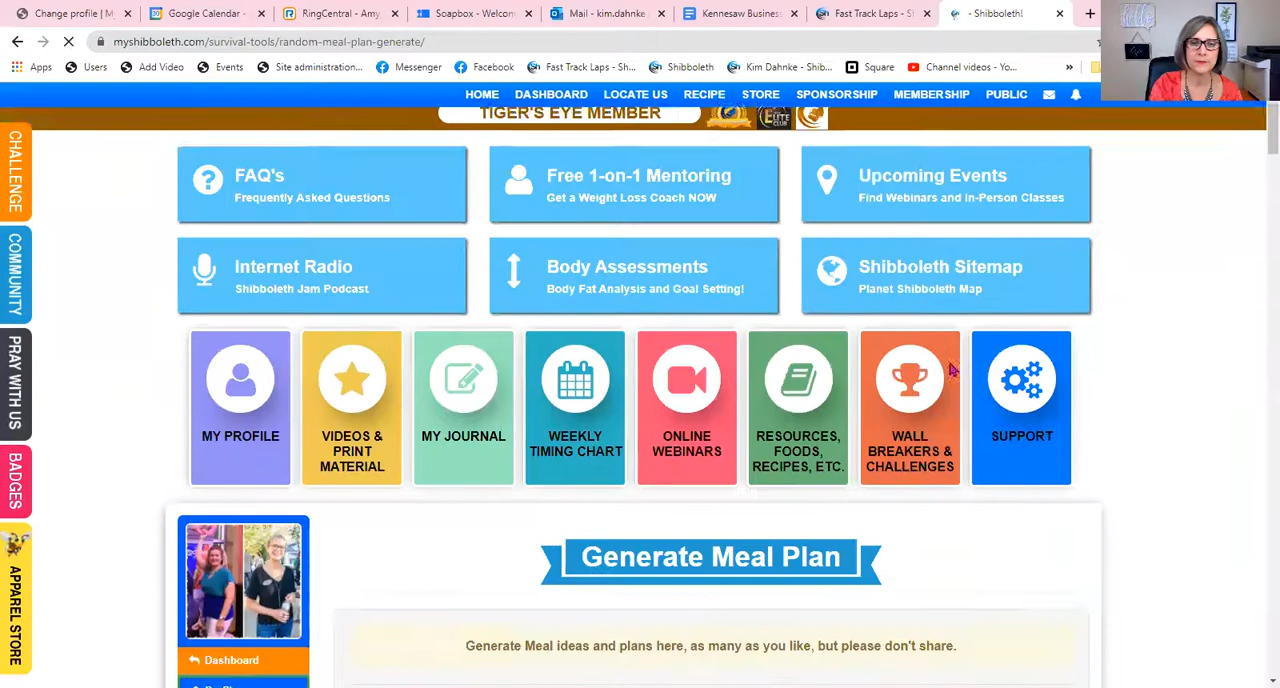 Change profile | M
Google Calendar -
RingCentral - Amy
Soapbox - Welcom
Mail - kim.dahnke
Kennesaw Business
Fast Track Laps - Sh
- Shibboleth!
myshibboleth.com/survival-tools/random-meal-plan-generate/
Apps
Users
Add Video
Events
Site administration...
Messenger
Faceb
Fast Track Laps - Sh...
Shibboleth
Kim Dahnke - Shib...
Square
Channel videos - Yo...
»
HOME DASHBOARD LOCATE US RECIPE STORE SPONSORSHIP MEMBERSHIP PUBLIC
TIGER'S EYE MEMBER
CHALLENGE
COMMUNITY
PRAY WITH US
BADGES
APPAREL STORE
FAQ's
Frequently Asked Questions
Free 1-on-1 Mentoring
Get a Weight Loss Coach NOW
Upcoming Events
Find Webinars and In-Person Classes
Internet Radio
Shibboleth Jam Podcast
Body Assessments
Body Fat Analysis and Goal Setting!
Shibboleth Sitemap
Planet Shibboleth Map
MY PROFILE
VIDEOS &
PRINT
MATERIAL
MY JOURNAL
WEEKLY
TIMING CHART
ONLINE
WEBINARS
RESOURCES,
FOODS,
RECIPES, ETC.
WALL
BREAKERS &
CHALLENGES
SUPPORT
Generate Meal Plan
Generate Meal ideas and plans here, as many as you like, but please don't share.
Dashboard